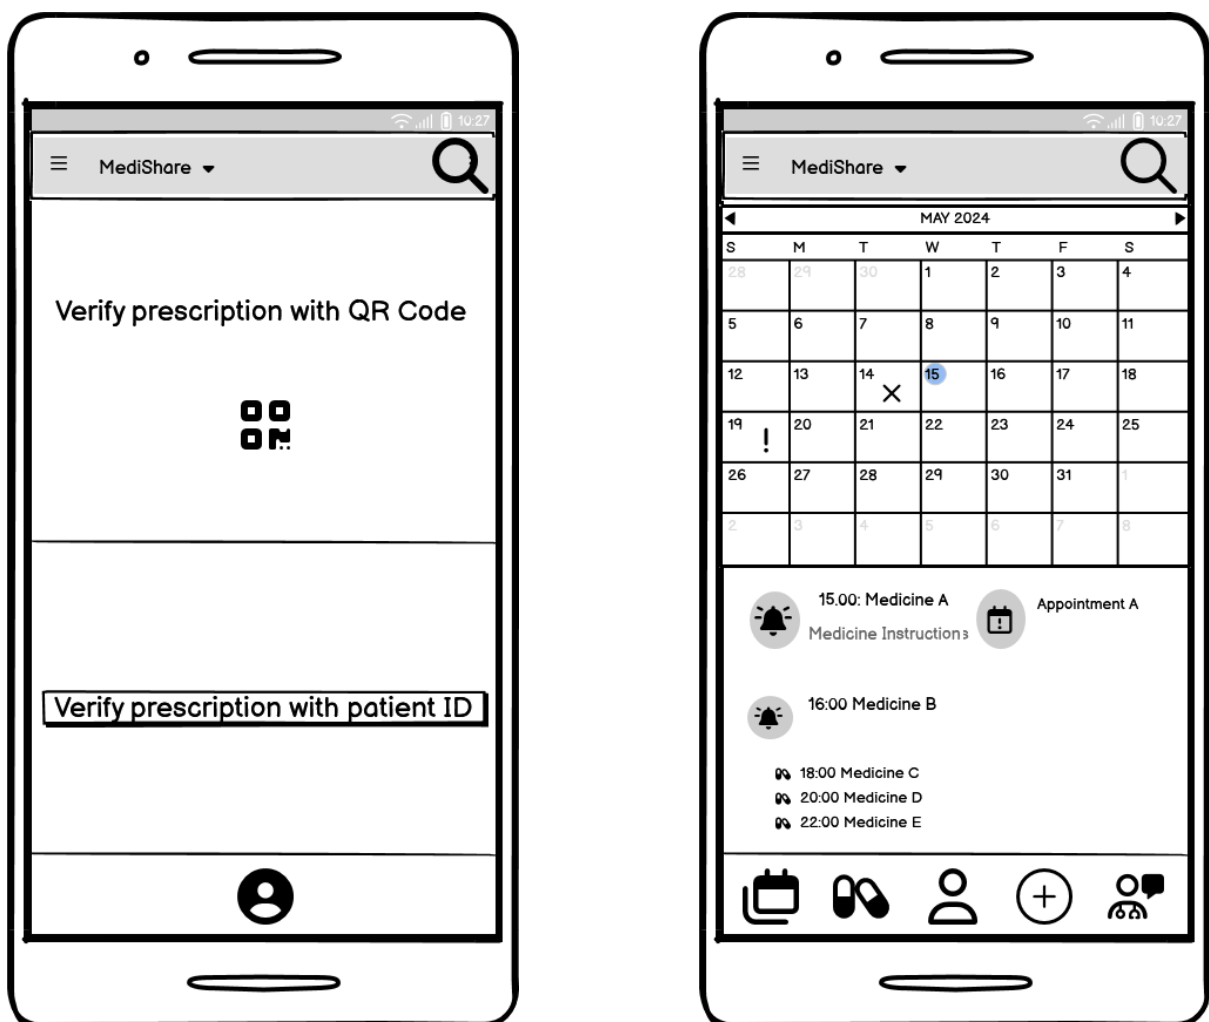 10:27
MediShare
Verify prescription with QR Code
Verify prescription with patient ID
10:27
MediShare
MAY 2024
S M T W T F S
28 29 30 1 2 3 4
5 6 7 8 9 10 11
12 13 14 15 16 17 18
19 ! 20 21 22 23 24 25
26 27 28 29 30 31 1
2 3 4 5 6 7 8
15.00: Medicine A
Medicine Instructions
Appointment A
16:00 Medicine B
18:00 Medicine C
20:00 Medicine D
22:00 Medicine E